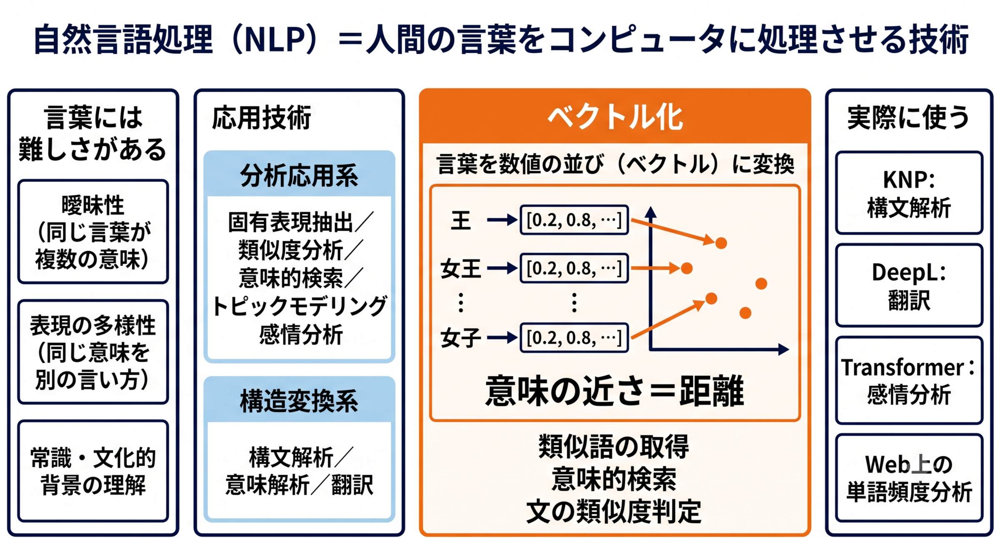 自然言語処理（NLP）＝人間の言葉をコンピュータに処理させる技術
言葉には
難しさがある
曖昧性
（同じ言葉が
複数の意味）
表現の多様性
（同じ意味を
別の言い方）
常識・文化的
背景の理解
応用技術
分析応用系
固有表現抽出／
類似度分析／
意味的検索／
トピックモデリング
感情分析
構造変換系
構文解析／
意味解析／翻訳
ベクトル化
言葉を数値の並び（ベクトル）に変換
王 → [0.2, 0.8, …]
女王 → [0.2, 0.8, …]
⋮ ⋮
女子 → [0.2, 0.8, …]
意味の近さ＝距離
類似語の取得
意味的検索
文の類似度判定
実際に使う
KNP：
構文解析
DeepL：
翻訳
Transformer：
感情分析
Web上の
単語頻度分析